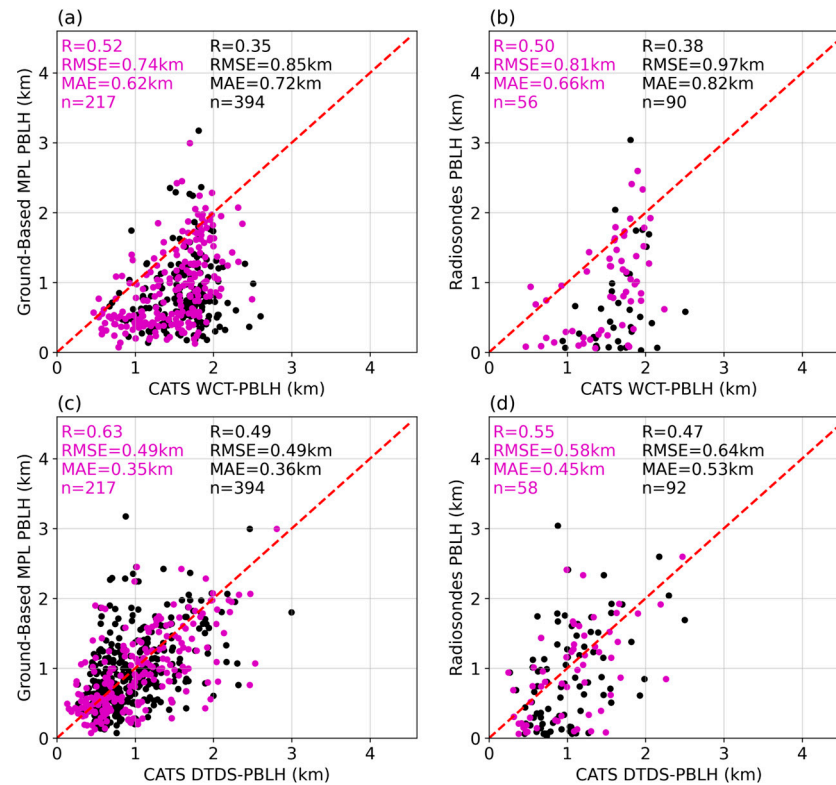 (a)
R=0.52
RMSE=0.74km
MAE=0.62km
n=217
R=0.35
RMSE=0.85km
MAE=0.72km
n=394
Ground-Based MPL PBLH (km)
4
3
2
1
0
0 1 2 3 4
CATS WCT-PBLH (km)
(b)
R=0.50
RMSE=0.81km
MAE=0.66km
n=56
R=0.38
RMSE=0.97km
MAE=0.82km
n=90
Radiosondes PBLH (km)
4
3
2
1
0
0 1 2 3 4
CATS WCT-PBLH (km)
(c)
R=0.63
RMSE=0.49km
MAE=0.35km
n=217
R=0.49
RMSE=0.49km
MAE=0.36km
n=394
Ground-Based MPL PBLH (km)
4
3
2
1
0
0 1 2 3 4
CATS DTDS-PBLH (km)
(d)
R=0.55
RMSE=0.58km
MAE=0.45km
n=58
R=0.47
RMSE=0.64km
MAE=0.53km
n=92
Radiosondes PBLH (km)
4
3
2
1
0
0 1 2 3 4
CATS DTDS-PBLH (km)